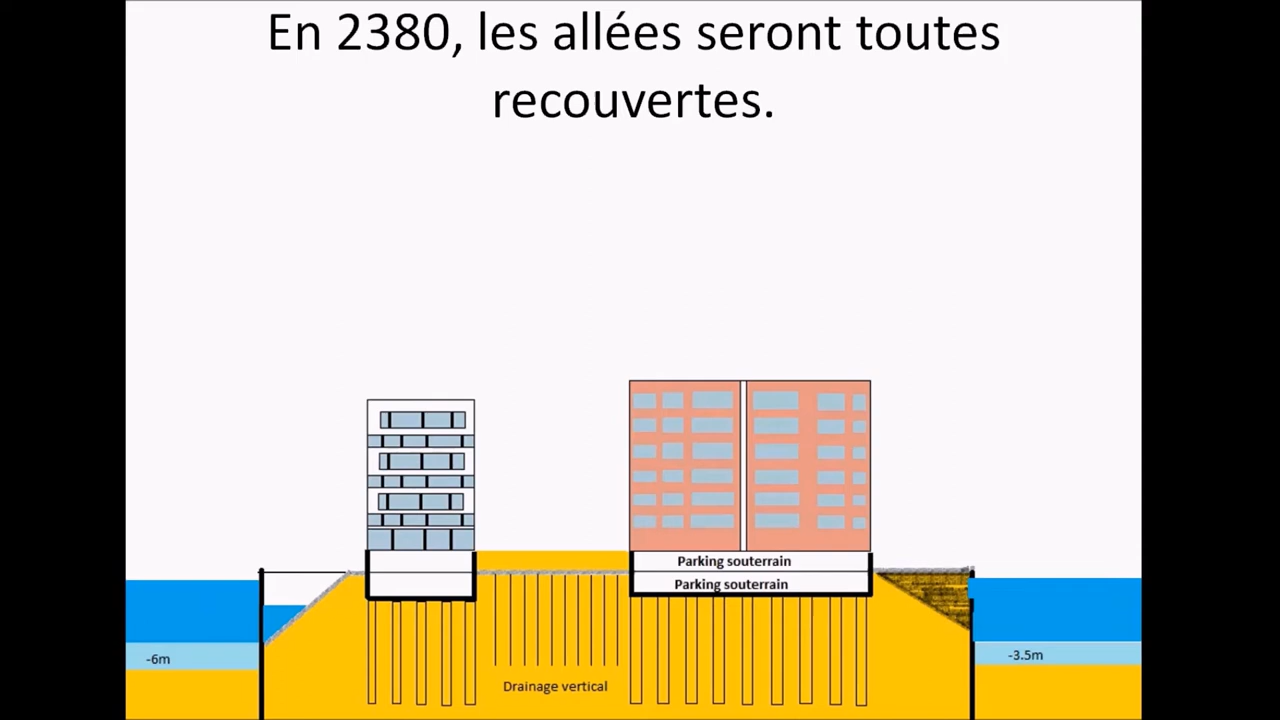 En 2380, les allées seront toutes
recouvertes.
Parking souterrain
Parking souterrain
-6m
-3.5m
Drainage vertical